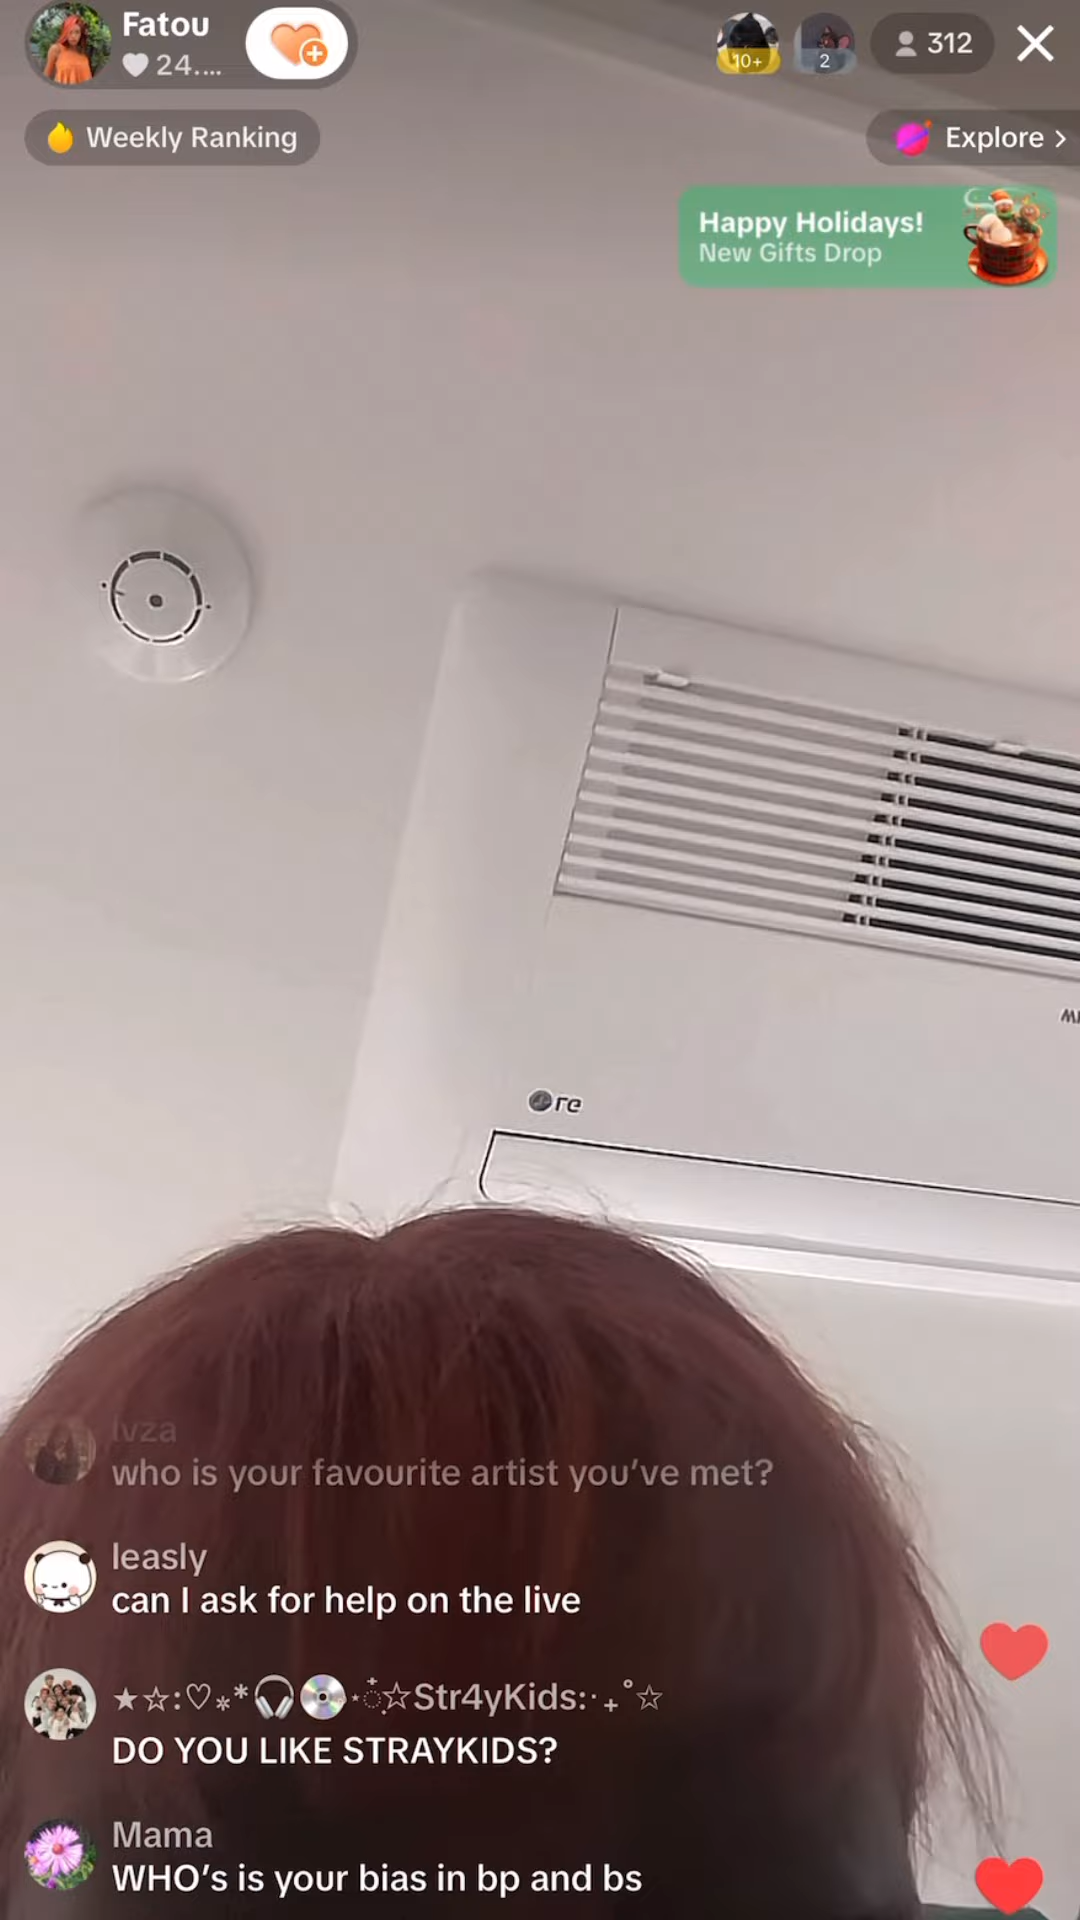 Fatou
24....
10+
2
312
Weekly Ranking
Explore >
Happy Holidays!
New Gifts Drop
re
Ivza
who is your favourite artist you’ve met?
leasly
can I ask for help on the live
★☆:♡⁎*🎧💿⋆☆Str4yKids:·₊˚☆
DO YOU LIKE STRAYKIDS?
Mama
WHO’s is your bias in bp and bs